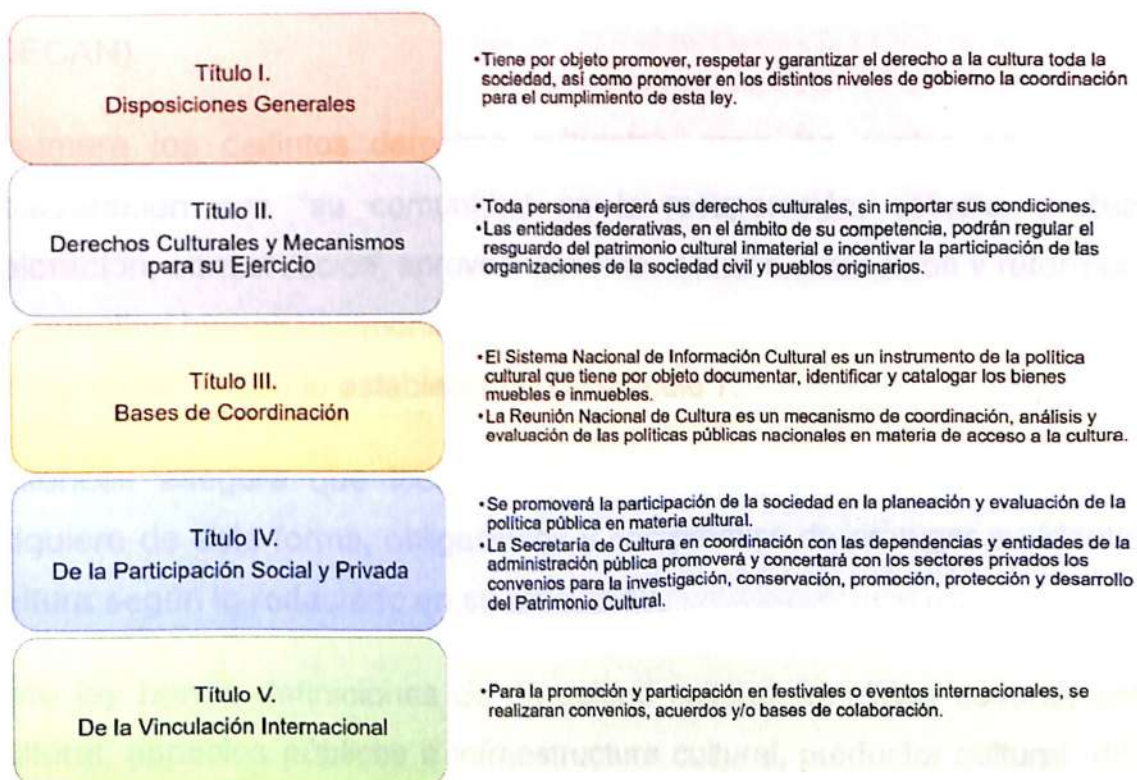 Título I.
Disposiciones Generales
•Tiene por objeto promover, respetar y garantizar el derecho a la cultura toda la
sociedad, así como promover en los distintos niveles de gobierno la coordinación
para el cumplimiento de esta ley.
Título II.
Derechos Culturales y Mecanismos
para su Ejercicio
•Toda persona ejercerá sus derechos culturales, sin importar sus condiciones.
•Las entidades federativas, en el ámbito de su competencia, podrán regular el
resguardo del patrimonio cultural inmaterial e incentivar la participación de las
organizaciones de la sociedad civil y pueblos originarios.
Título III.
Bases de Coordinación
•El Sistema Nacional de Información Cultural es un instrumento de la política
cultural que tiene por objeto documentar, identificar y catalogar los bienes
muebles e inmuebles.
•La Reunión Nacional de Cultura es un mecanismo de coordinación, análisis y
evaluación de las políticas públicas nacionales en materia de acceso a la cultura.
Título IV.
De la Participación Social y Privada
•Se promoverá la participación de la sociedad en la planeación y evaluación de la
política pública en materia cultural.
•La Secretaría de Cultura en coordinación con las dependencias y entidades de la
administración pública promoverá y concertará con los sectores privados los
convenios para la investigación, conservación, promoción, protección y desarrollo
del Patrimonio Cultural.
Título V.
De la Vinculación Internacional
•Para la promoción y participación en festivales o eventos internacionales, se
realizaran convenios, acuerdos y/o bases de colaboración.